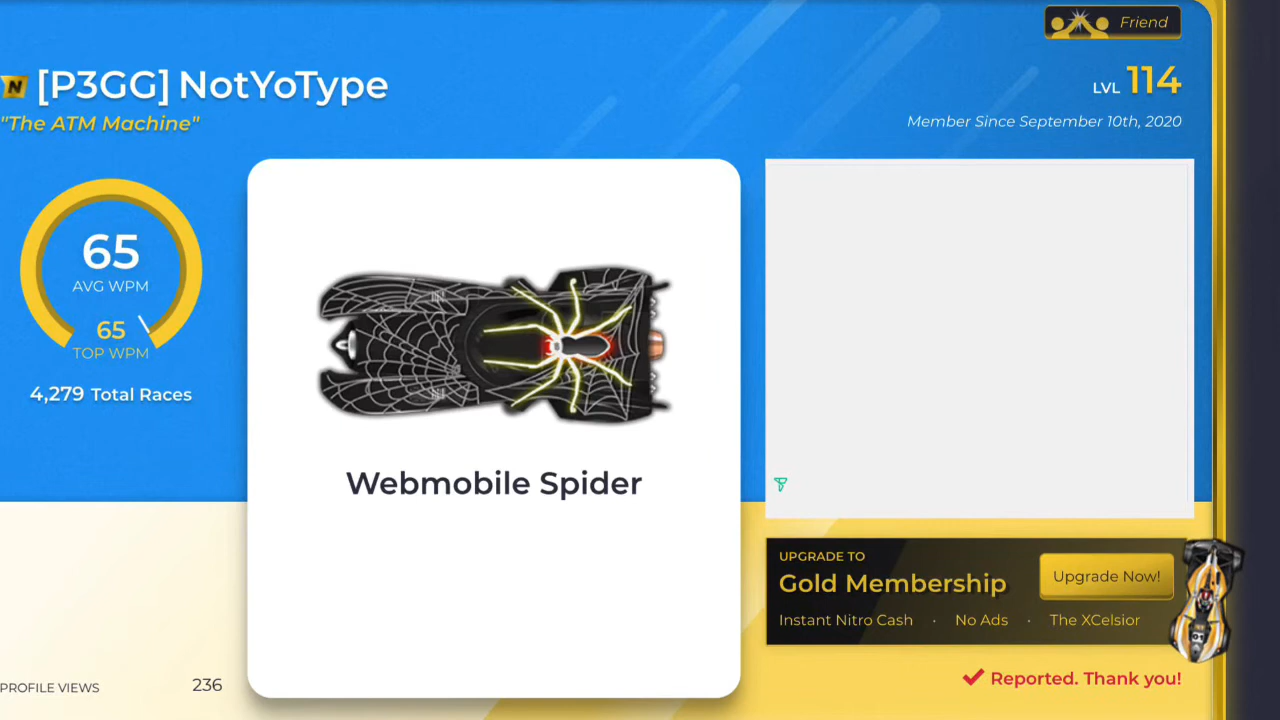 Friend
N [P3GG] NotYoType
LVL 114
"The ATM Machine"
Member Since September 10th, 2020
65
AVG WPM
65
TOP WPM
4,279 Total Races
Webmobile Spider
UPGRADE TO
Gold Membership
Upgrade Now!
Instant Nitro Cash · No Ads · The XCelsior
PROFILE VIEWS 236
Reported. Thank you!